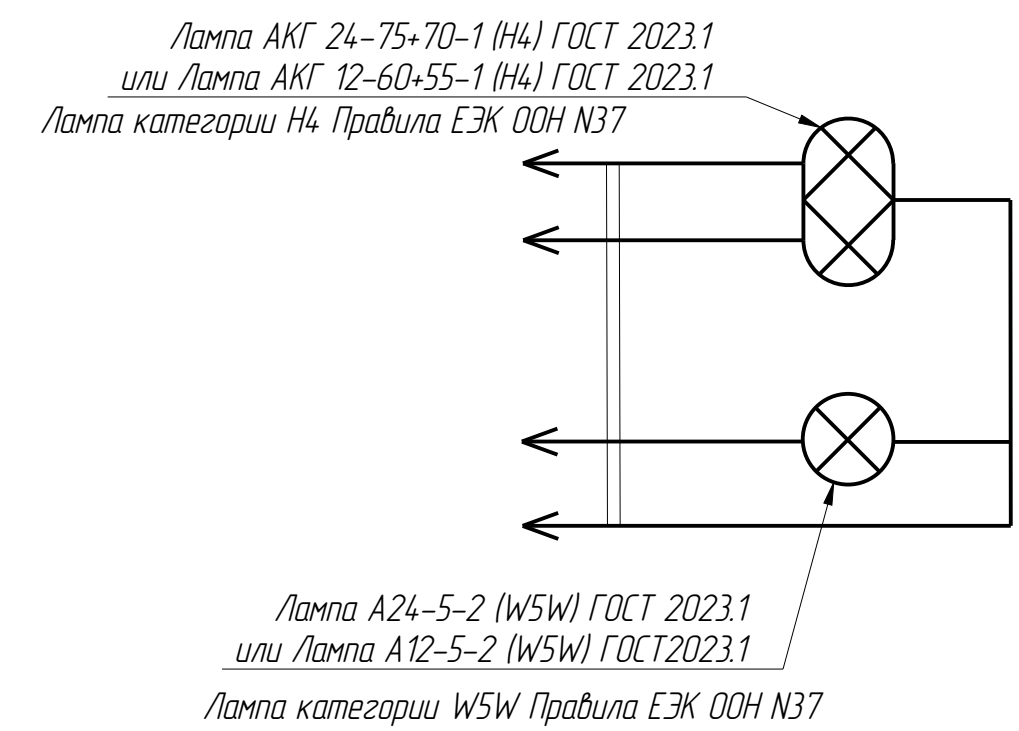 Лампа АКГ 24-75+70-1 (Н4) ГОСТ 2023.1
или Лампа АКГ 12-60+55-1 (Н4) ГОСТ 2023.1
Лампа категории Н4 Правила ЕЭК ООН N37
Лампа А24-5-2 (W5W) ГОСТ 2023.1
или Лампа А12-5-2 (W5W) ГОСТ2023.1
Лампа категории W5W Правила ЕЭК ООН N37